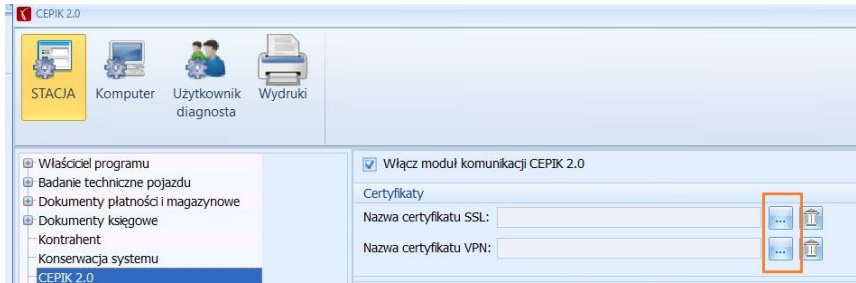 CEPIK 2.0
STACJA
Komputer
Użytkownik
diagnosta
Wydruki
Właściciel programu
Badanie techniczne pojazdu
Dokumenty płatności i magazynowe
Dokumenty księgowe
Kontrahent
Konserwacja systemu
CEPIK 2.0
Włącz moduł komunikacji CEPIK 2.0
Certyfikaty
Nazwa certyfikatu SSL:
...
Nazwa certyfikatu VPN:
...